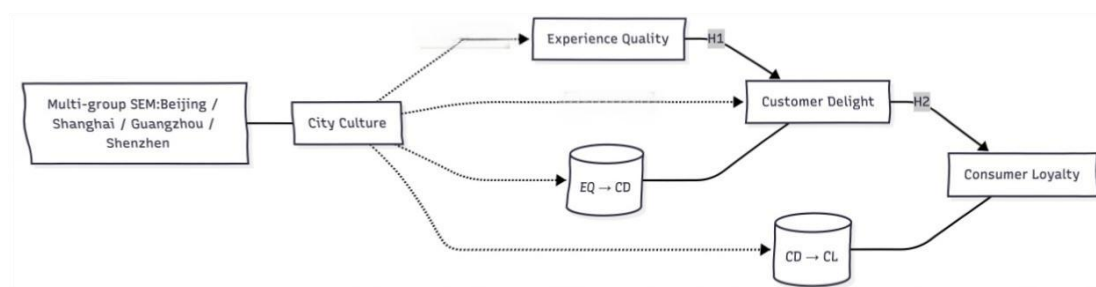 Experience Quality
H1
Multi-group SEM:Beijing /
Shanghai / Guangzhou /
Shenzhen
City Culture
Customer Delight
H2
EQ → CD
Consumer Loyalty
CD → CL